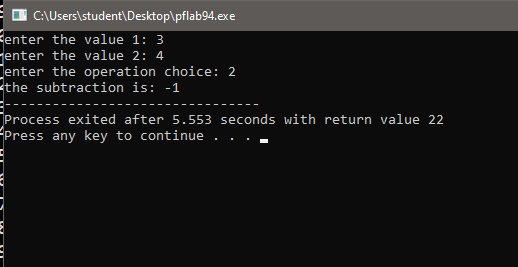 C:\Users\student\Desktop\pflab94.exe
enter the value 1: 3
enter the value 2: 4
enter the operation choice: 2
the subtraction is: -1
--------------------------------
Process exited after 5.553 seconds with return value 22
Press any key to continue . . .